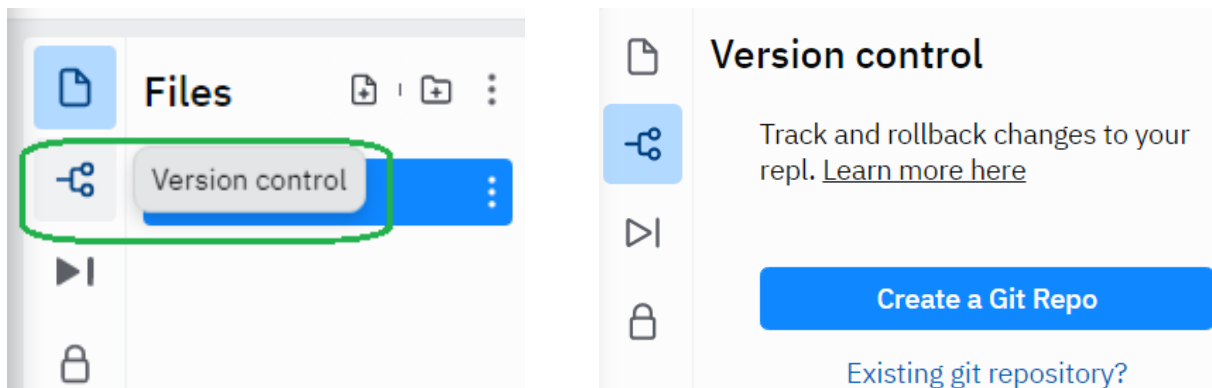 Files
Version control
Version control
Track and rollback changes to your
repl. Learn more here
Create a Git Repo
Existing git repository?